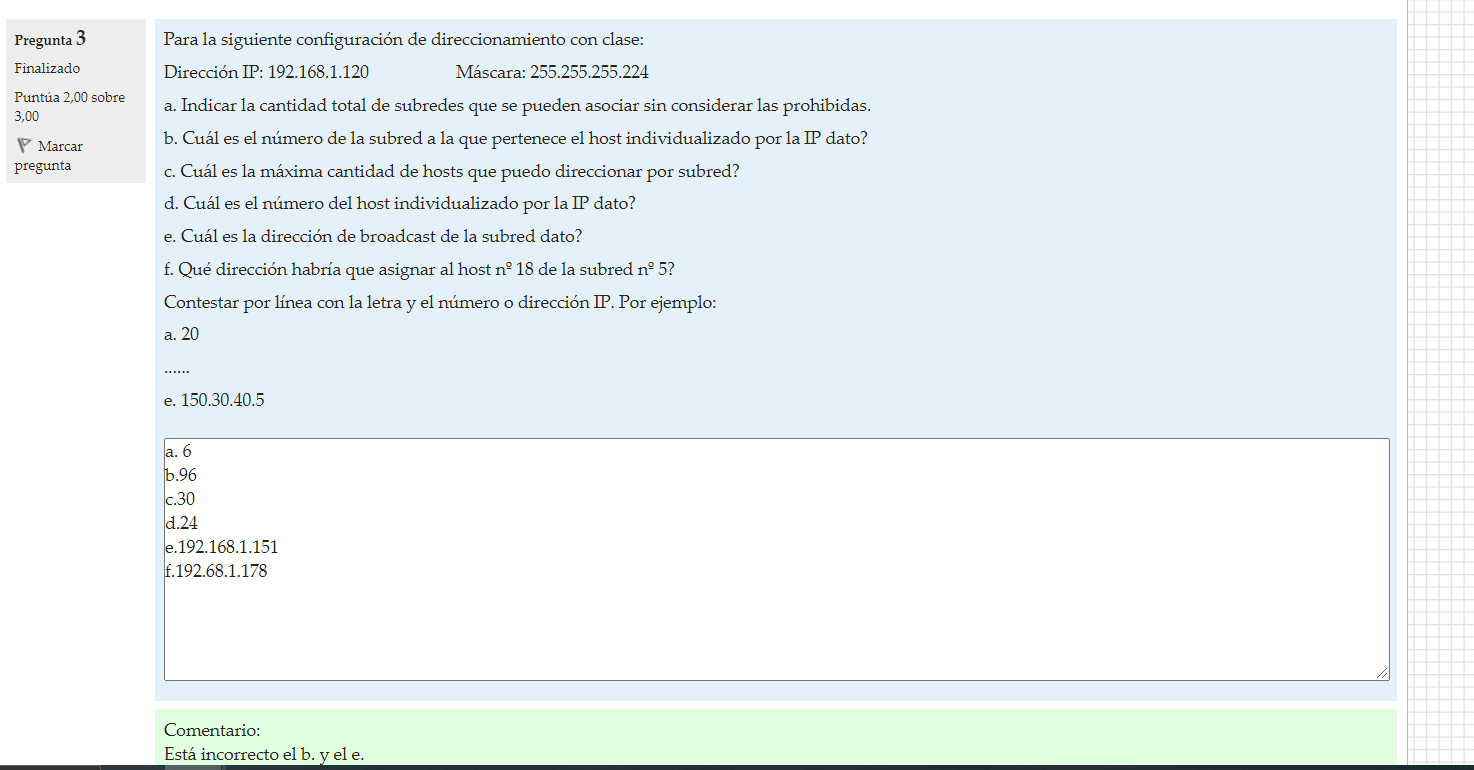 Pregunta 3
Finalizado
Puntúa 2,00 sobre
3,00
Marcar
pregunta
Para la siguiente configuración de direccionamiento con clase:
Dirección IP: 192.168.1.120 Máscara: 255.255.255.224
a. Indicar la cantidad total de subredes que se pueden asociar sin considerar las prohibidas.
b. Cuál es el número de la subred a la que pertenece el host individualizado por la IP dato?
c. Cuál es la máxima cantidad de hosts que puedo direccionar por subred?
d. Cuál es el número del host individualizado por la IP dato?
e. Cuál es la dirección de broadcast de la subred dato?
f. Qué dirección habría que asignar al host nº 18 de la subred nº 5?
Contestar por línea con la letra y el número o dirección IP. Por ejemplo:
a. 20
......
e. 150.30.40.5
a. 6
b.96
c.30
d.24
e.192.168.1.151
f.192.68.1.178
Comentario:
Está incorrecto el b. y el e.